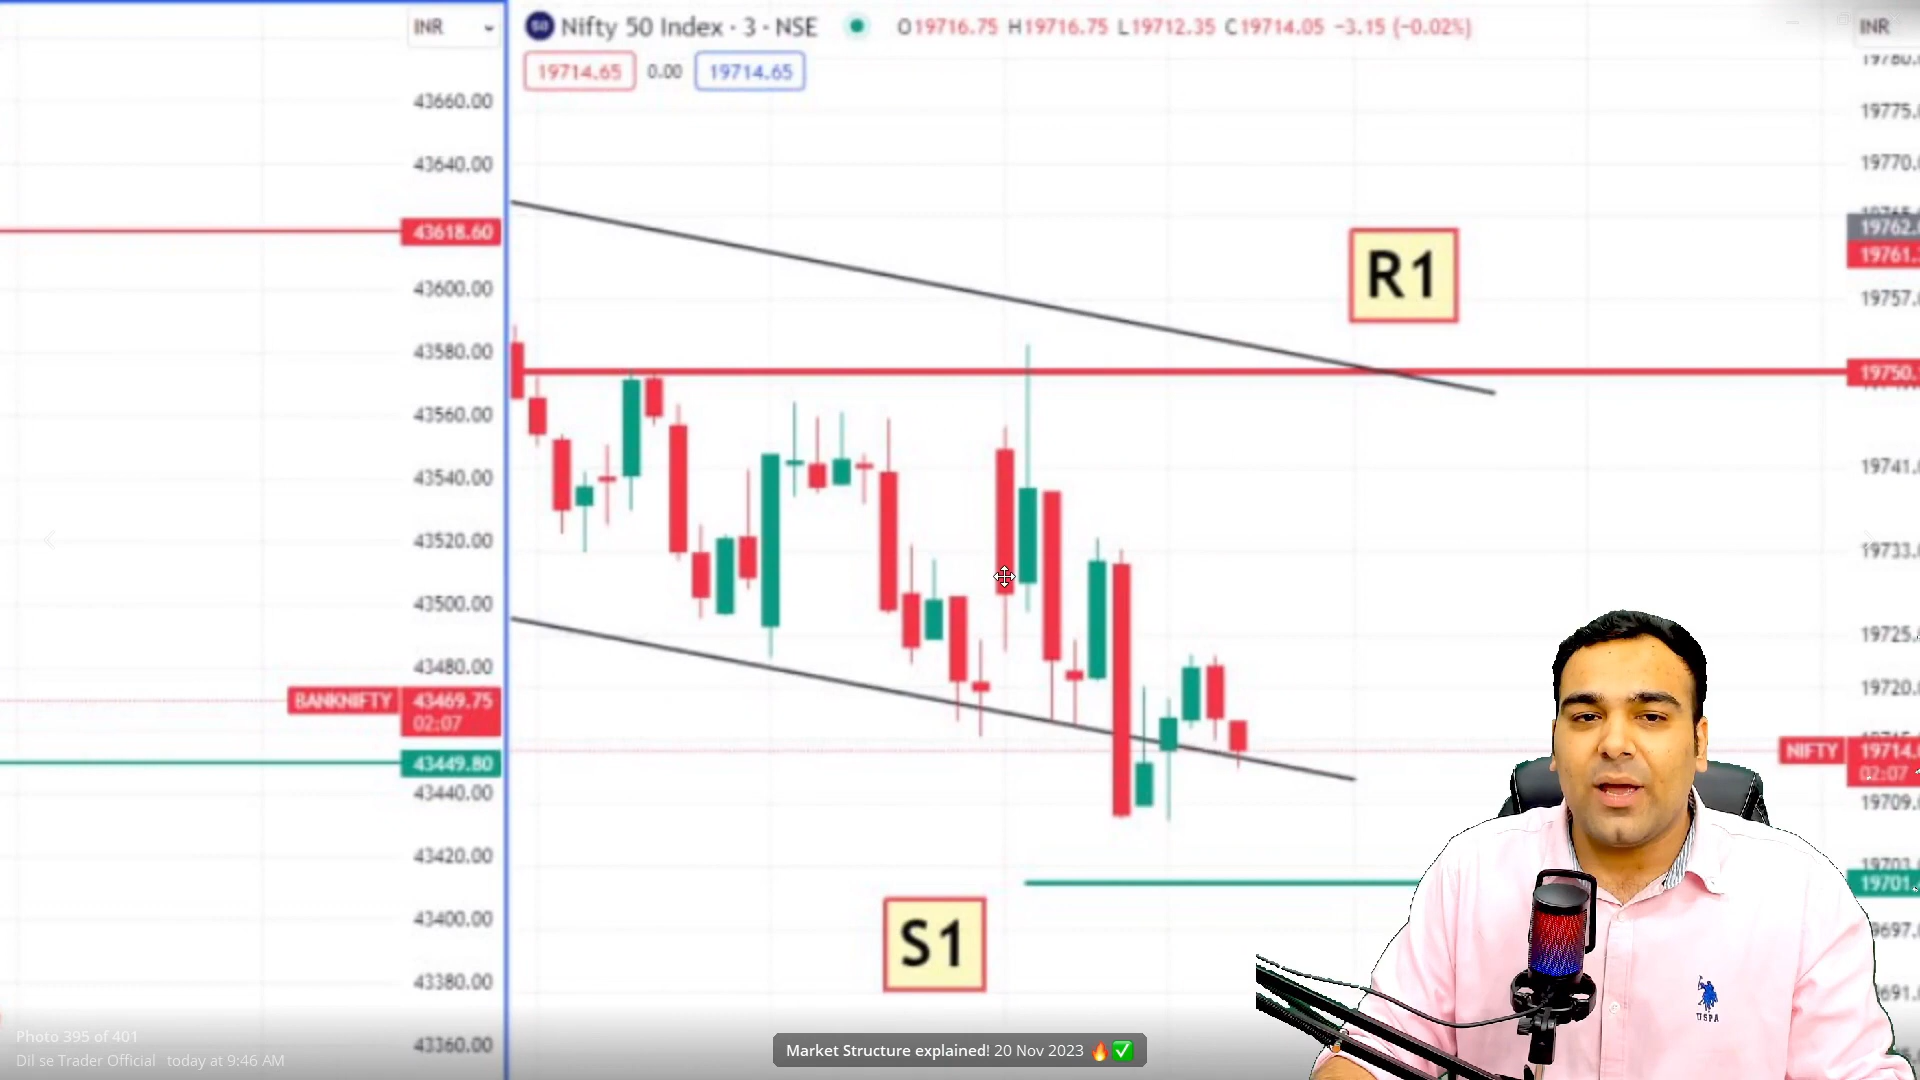 INR
Nifty 50 Index · 3 · NSE
O19716.75 H19716.75 L19712.35 C19714.05 −3.15 (−0.02%)
INR
19714.65 0.00 19714.65
43660.00
43640.00
43618.60
43600.00
43580.00
43560.00
43540.00
43520.00
43500.00
43480.00
BANKNIFTY 43469.75
02:07
43449.80
43440.00
43420.00
43400.00
43380.00
43360.00
R1
S1
19775.
19770.
19762.
19761.
19757.
19750.
19741.
19733.
19725.
19720.
NIFTY 19714.
02:07
19709.
19701.
USPA
Photo 395 of 401
Dil se Trader Official today at 9:46 AM
Market Structure explained! 20 Nov 2023 🔥✅